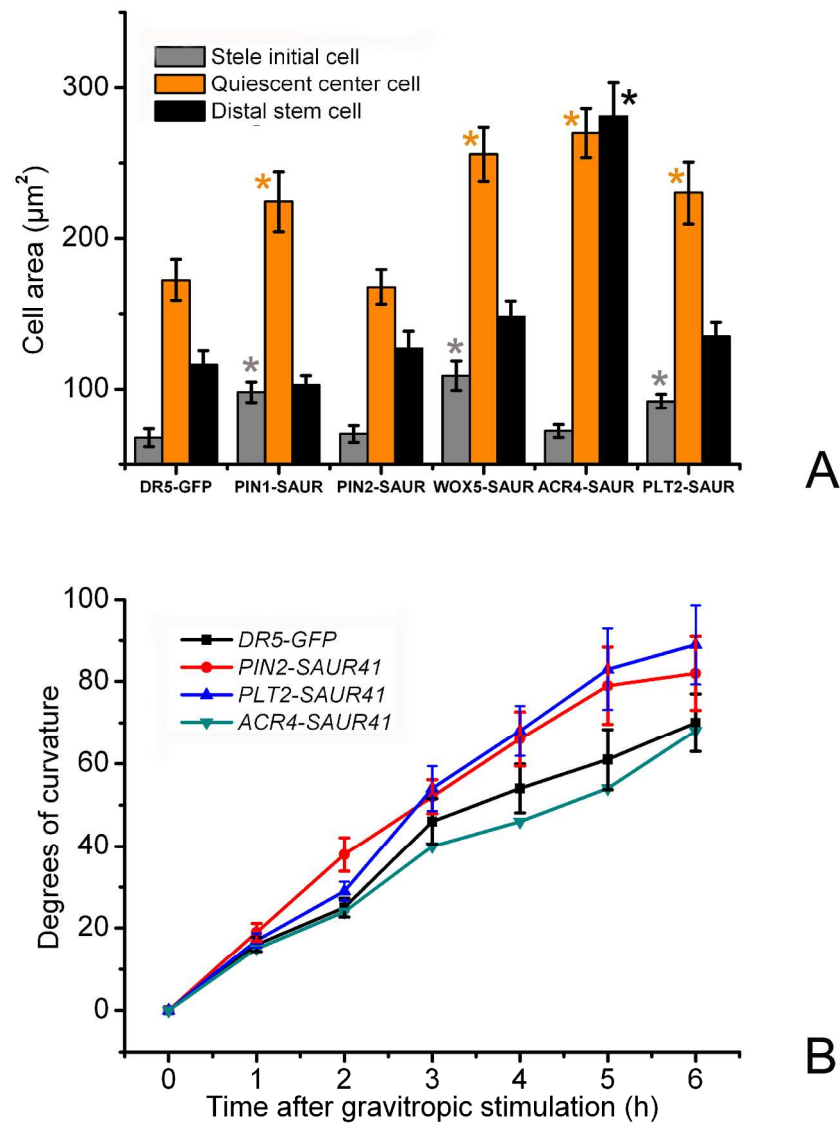 Stele initial cell
Quiescent center cell
Distal stem cell
*
*
*
*
*
*
*
*
300
200
100
Cell area (µm²)
DR5-GFP PIN1-SAUR PIN2-SAUR WOX5-SAUR ACR4-SAUR PLT2-SAUR
A
DR5-GFP
PIN2-SAUR41
PLT2-SAUR41
ACR4-SAUR41
100
80
60
40
20
0
Degrees of curvature
0 1 2 3 4 5 6
Time after gravitropic stimulation (h)
B